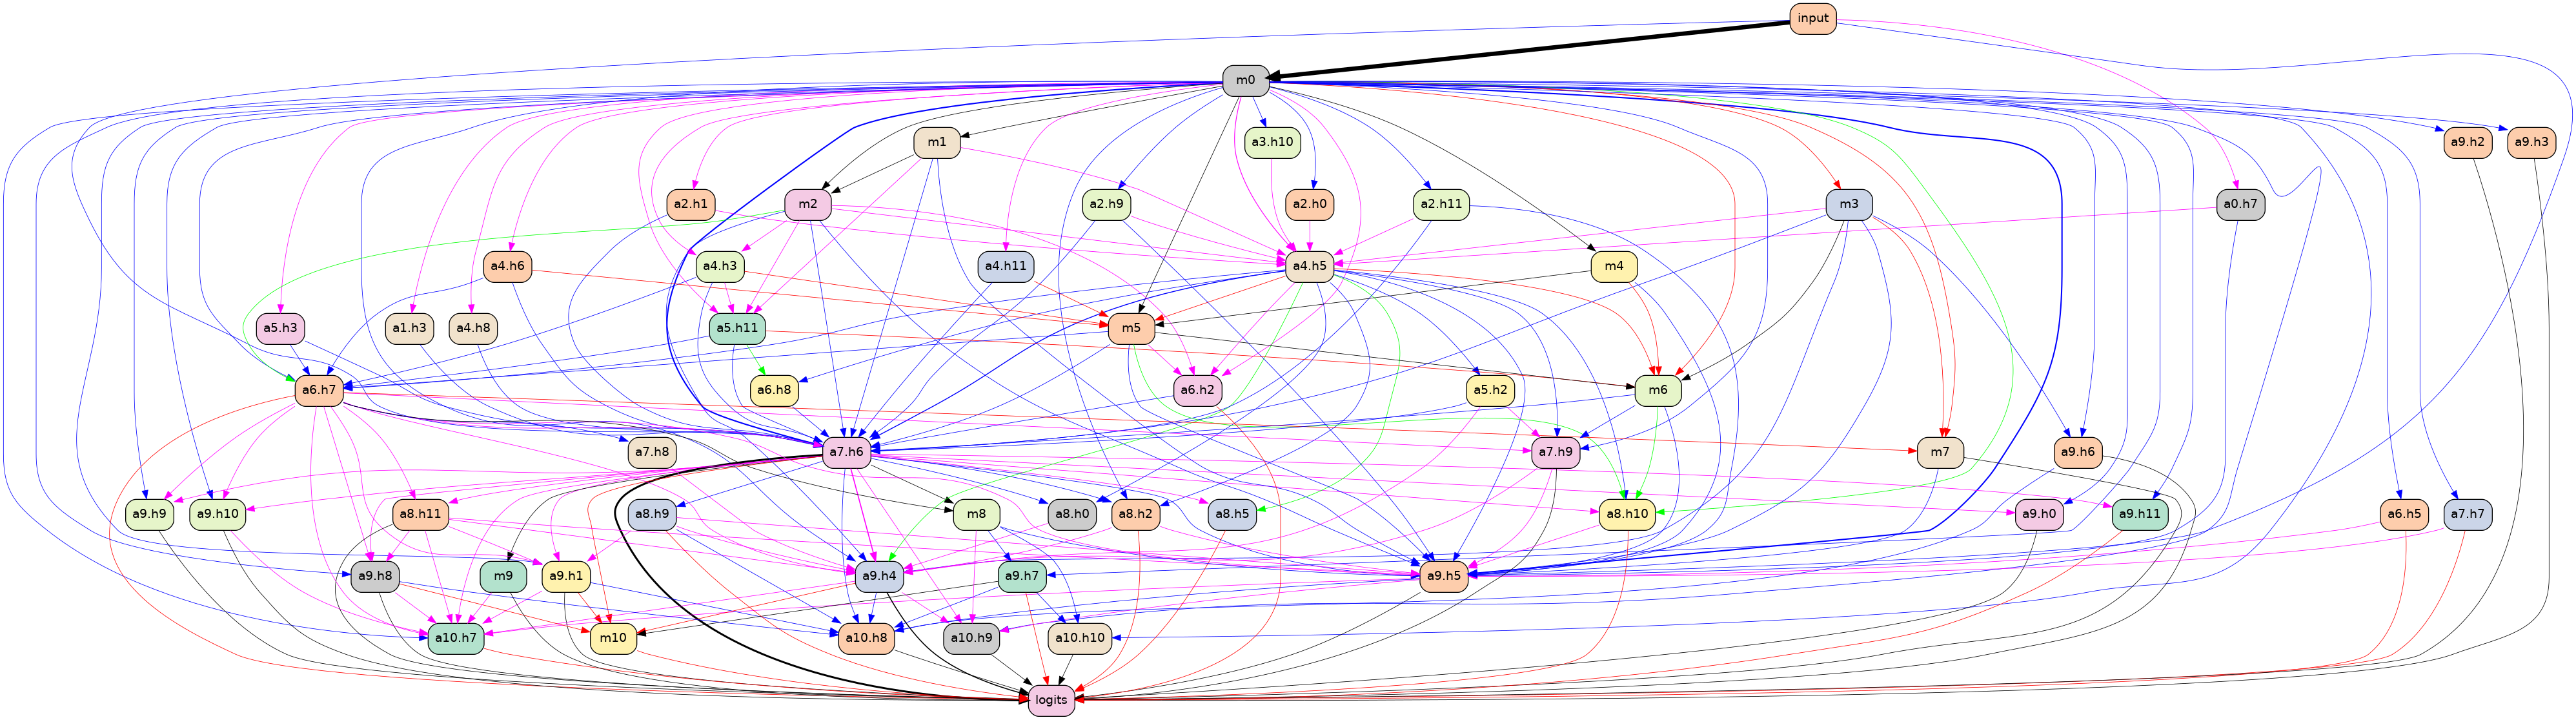 input
m0
m1 a3.h10 a9.h2 a9.h3
a2.h1 m2 a2.h9 a2.h0 a2.h11 m3 a0.h7
a4.h6 a4.h3 a4.h11 a4.h5 m4
a5.h3 a1.h3 a4.h8 a5.h11 m5
a6.h7 a6.h8 a6.h2 a5.h2 m6
a7.h8 a7.h6 a7.h9 m7 a9.h6
a9.h9 a9.h10 a8.h11 a8.h9 m8 a8.h0 a8.h2 a8.h5 a8.h10 a9.h0 a9.h11 a6.h5 a7.h7
a9.h8 m9 a9.h1 a9.h4 a9.h7 a9.h5
a10.h7 m10 a10.h8 a10.h9 a10.h10
logits